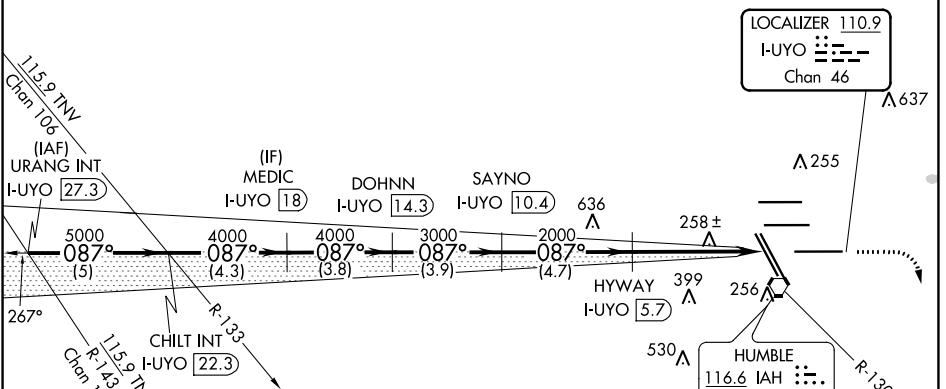 LOCALIZER 110.9
I-UYO
Chan 46
637
255
115.9 TNV
Chan 106
(IAF)
URANG INT
I-UYO 27.3
(IF)
MEDIC
I-UYO 18
DOHNN
I-UYO 14.3
SAYNO
I-UYO 10.4
636
258 ±
5000
087°
(5)
4000
087°
(4.3)
4000
087°
(3.8)
3000
087°
(3.9)
2000
087°
(4.7)
267°
HYWAY
I-UYO 5.7
399
256
R-133
CHILT INT
I-UYO 22.3
115.9
R-143
Chan
530
HUMBLE
116.6 IAH